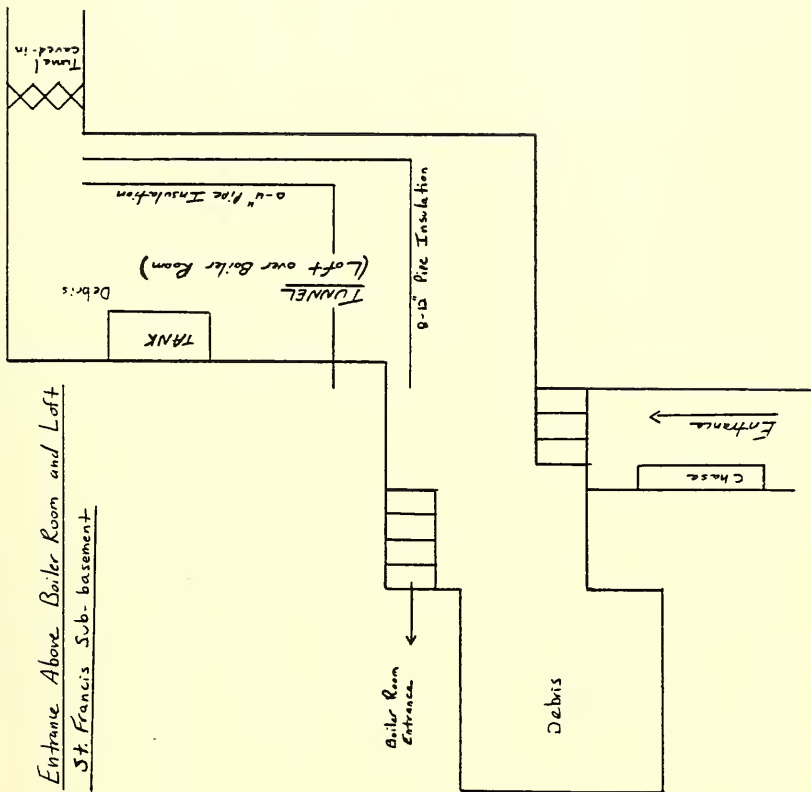 Entrance Above Boiler Room and Loft
St. Francis Sub-basement
Tunnel
caved-in
0-4" Pipe Insulation
(Loft over Boiler Room)
TUNNEL
Debris
TANK
8-12" Pipe Insulation
Entrance
Chase
Boiler Room
Entrance
Debris